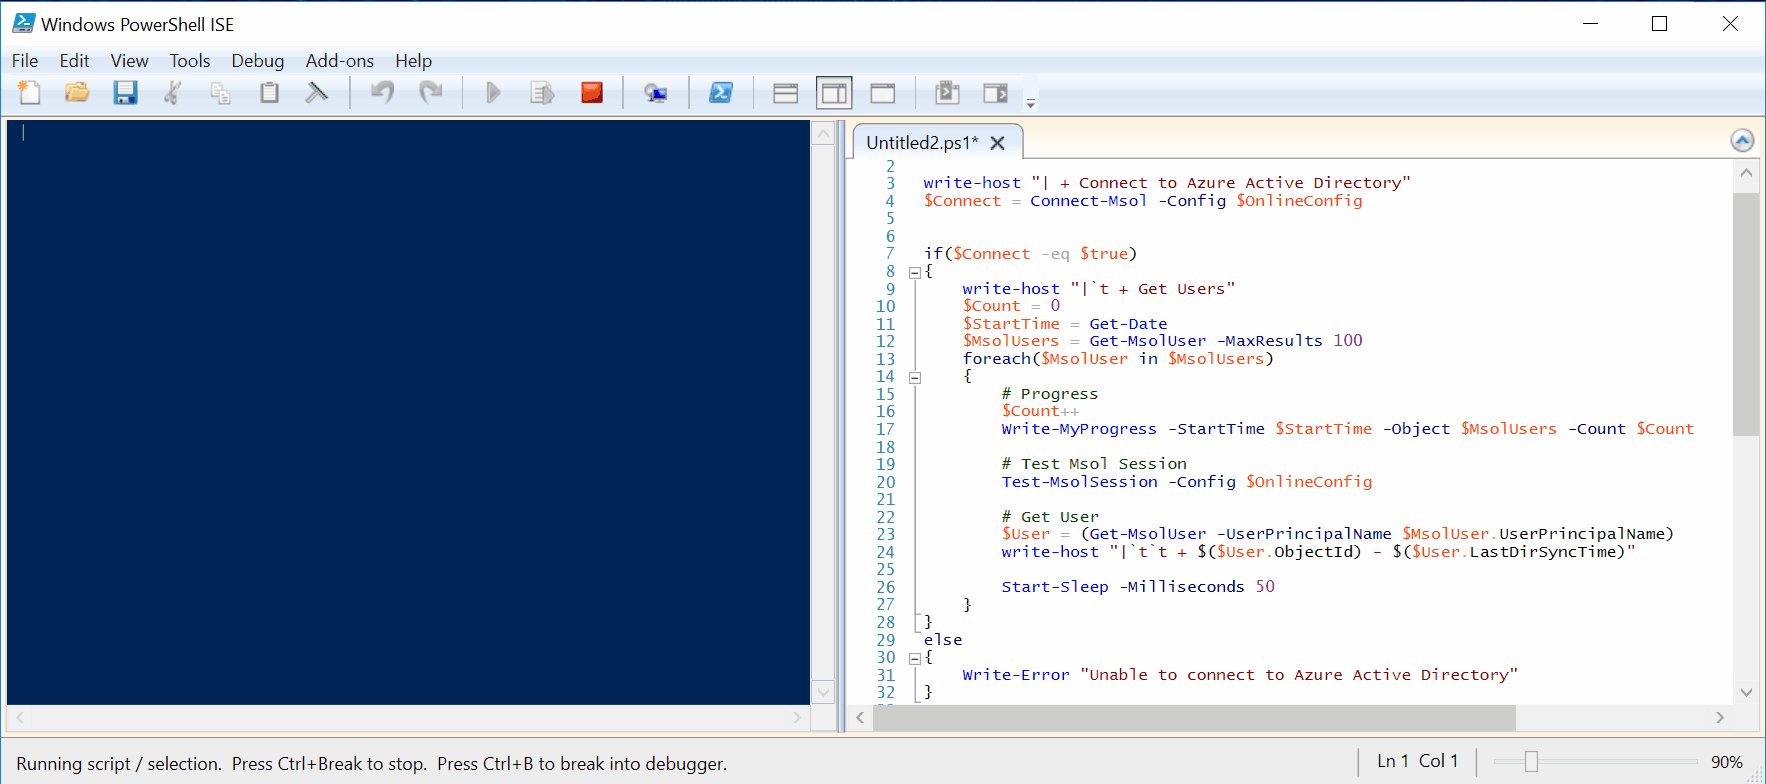 Windows PowerShell ISE
File Edit View Tools Debug Add-ons Help
Untitled2.ps1*
2
3 write-host "| + Connect to Azure Active Directory"
4 $Connect = Connect-Msol -Config $OnlineConfig
5
6
7 if($Connect -eq $true)
8 {
9     write-host "|`t + Get Users"
10     $Count = 0
11     $StartTime = Get-Date
12     $MsolUsers = Get-MsolUser -MaxResults 100
13     foreach($MsolUser in $MsolUsers)
14     {
15         # Progress
16         $Count++
17         Write-MyProgress -StartTime $StartTime -Object $MsolUsers -Count $Count
18
19         # Test Msol Session
20         Test-MsolSession -Config $OnlineConfig
21
22         # Get User
23         $User = (Get-MsolUser -UserPrincipalName $MsolUser.UserPrincipalName)
24         write-host "|`t`t + $($User.ObjectId) - $($User.LastDirSyncTime)"
25
26         Start-Sleep -Milliseconds 50
27     }
28 }
29 else
30 {
31     Write-Error "Unable to connect to Azure Active Directory"
32 }
Running script / selection.  Press Ctrl+Break to stop.  Press Ctrl+B to break into debugger.
Ln 1 Col 1
90%